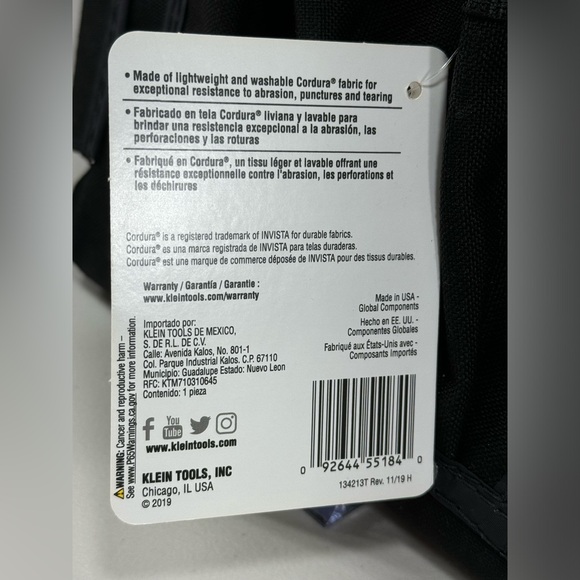 • Made of lightweight and washable Cordura® fabric for
exceptional resistance to abrasion, punctures and tearing
• Fabricado en tela Cordura® liviana y lavable para
brindar una resistencia excepcional a la abrasión, las
perforaciones y las roturas
• Fabriqué en Cordura®, un tissu léger et lavable offrant une
résistance exceptionnelle contre l'abrasion, les perforations et
les déchirures
Cordura® is a registered trademark of INVISTA for durable fabrics.
Cordura® es una marca registrada de INVISTA para telas duraderas.
Cordura® est une marque de commerce déposée de INVISTA pour des tissus durables.
Warranty / Garantía / Garantie :
www.kleintools.com/warranty
Importado por:
KLEIN TOOLS DE MEXICO,
S. DE R.L. DE C.V.
Calle: Avenida Kalos, No. 801-1
Col. Parque Industrial Kalos. C.P. 67110
Municipio: Guadalupe Estado: Nuevo Leon
RFC: KTM710310645
Contenido: 1 pieza
Made in USA -
Global Components
Hecho en EE. UU. -
Componentes Globales
Fabriqué aux États-Unis avec -
Composants Importés
f You
Tube
www.kleintools.com
KLEIN TOOLS, INC
Chicago, IL USA
© 2019
0 92644 55184 0
134213T Rev. 11/19 H
⚠WARNING: Cancer and reproductive harm –
See www.P65Warnings.ca.gov for more information.